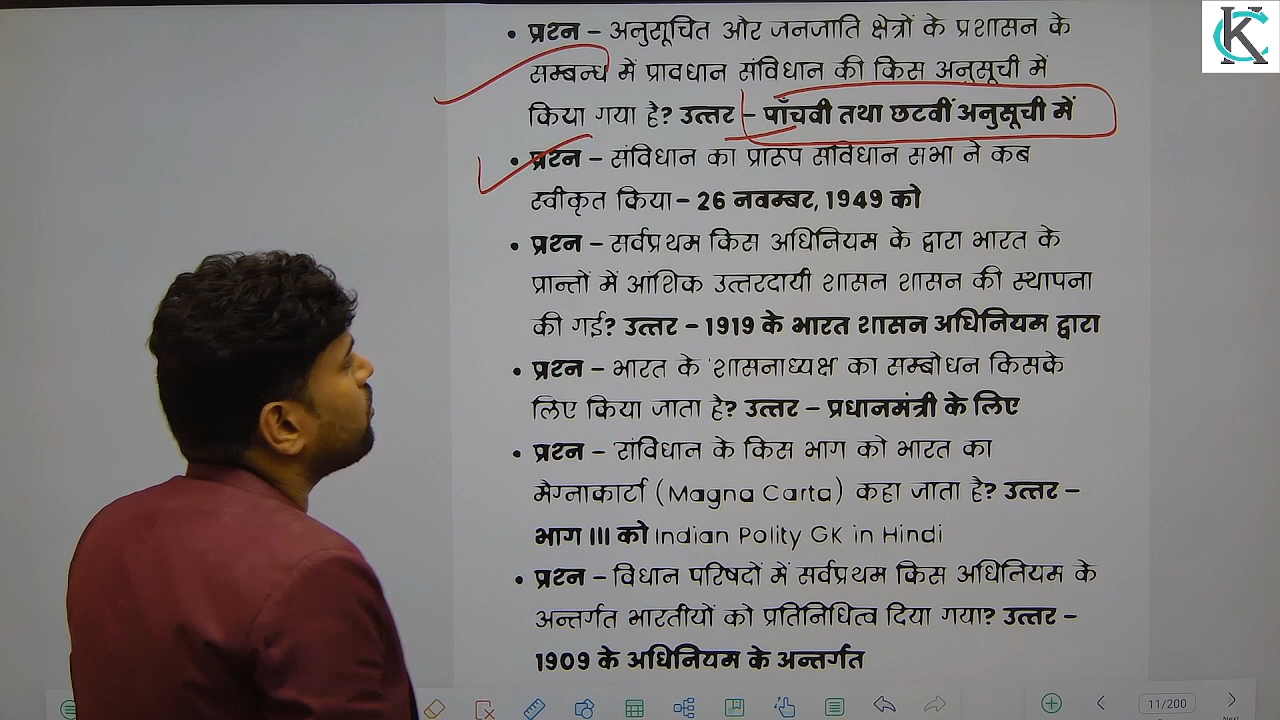 KC
• प्रश्न – अनुसूचित और जनजाति क्षेत्रों के प्रशासन के
सम्बन्ध में प्रावधान संविधान की किस अनुसूची में
किया गया है? उत्तर – पाँचवी तथा छटवीं अनुसूची में
• प्रश्न – संविधान का प्रारूप संविधान सभा ने कब
स्वीकृत किया – 26 नवम्बर, 1949 को
• प्रश्न – सर्वप्रथम किस अधिनियम के द्वारा भारत के
प्रान्तों में आंशिक उत्तरदायी शासन शासन की स्थापना
की गई? उत्तर – 1919 के भारत शासन अधिनियम द्वारा
• प्रश्न – भारत के 'शासनाध्यक्ष' का सम्बोधन किसके
लिए किया जाता है? उत्तर – प्रधानमंत्री के लिए
• प्रश्न – संविधान के किस भाग को भारत का
मेग्नाकार्टा (Magna Carta) कहा जाता है? उत्तर –
भाग III को Indian Polity GK in Hindi
• प्रश्न – विधान परिषदों में सर्वप्रथम किस अधिनियम के
अन्तर्गत भारतीयों को प्रतिनिधित्व दिया गया? उत्तर –
1909 के अधिनियम के अन्तर्गत
11/200
Next